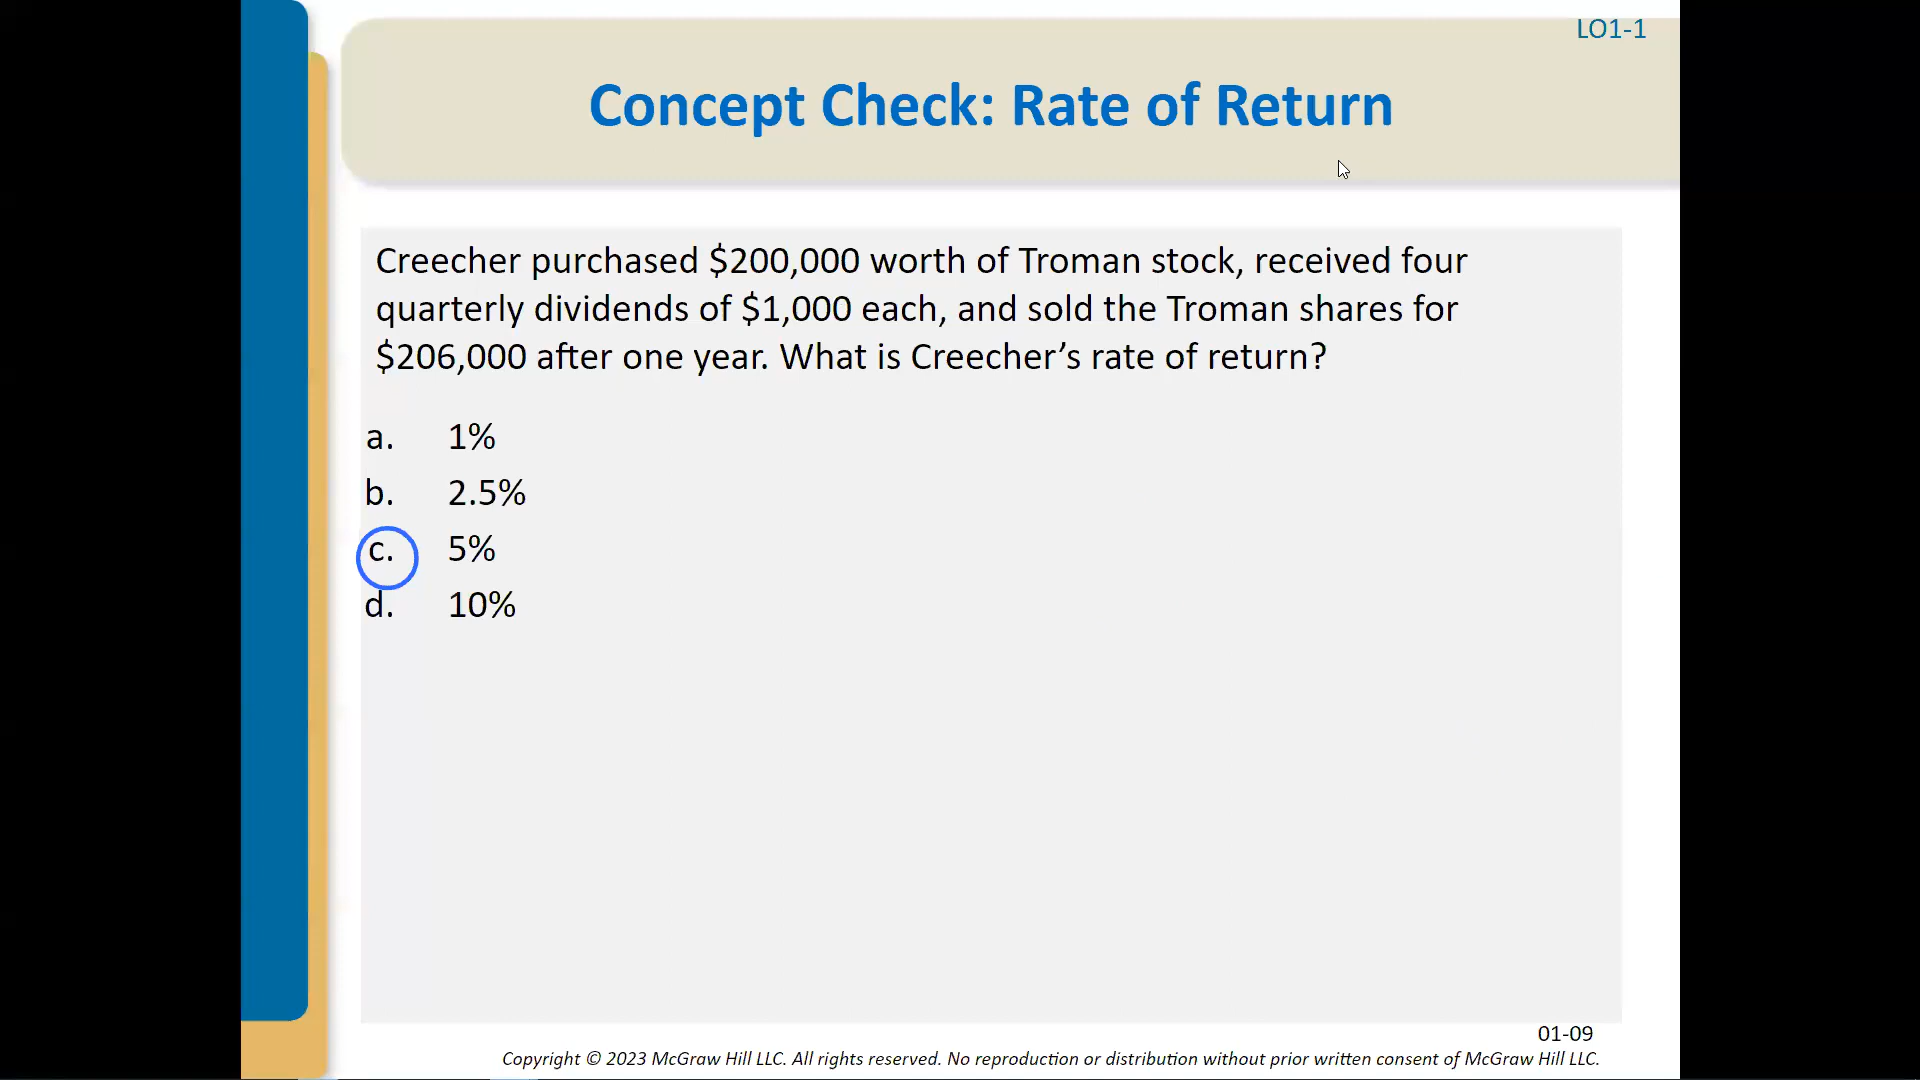 LO1-1
Concept Check: Rate of Return
Creecher purchased $200,000 worth of Troman stock, received four
quarterly dividends of $1,000 each, and sold the Troman shares for
$206,000 after one year. What is Creecher’s rate of return?
a. 1%
b. 2.5%
c. 5%
d. 10%
01-09
Copyright © 2023 McGraw Hill LLC. All rights reserved. No reproduction or distribution without prior written consent of McGraw Hill LLC.